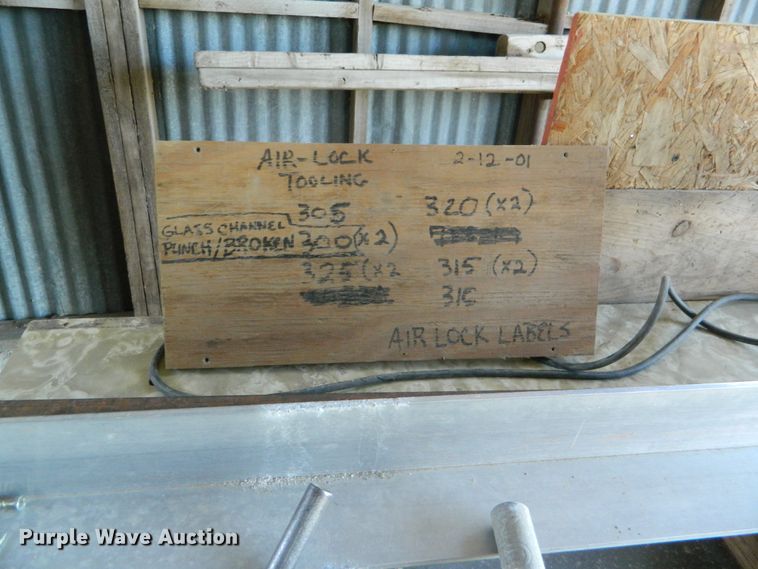 AIR-LOCK 2-12-01
TOOLING
305
GLASS CHANNEL
PUNCH/BROKEN 300 (x2)
325 (x2
320 (x2)
315 (x2)
310
AIR LOCK LABELS
Purple Wave Auction